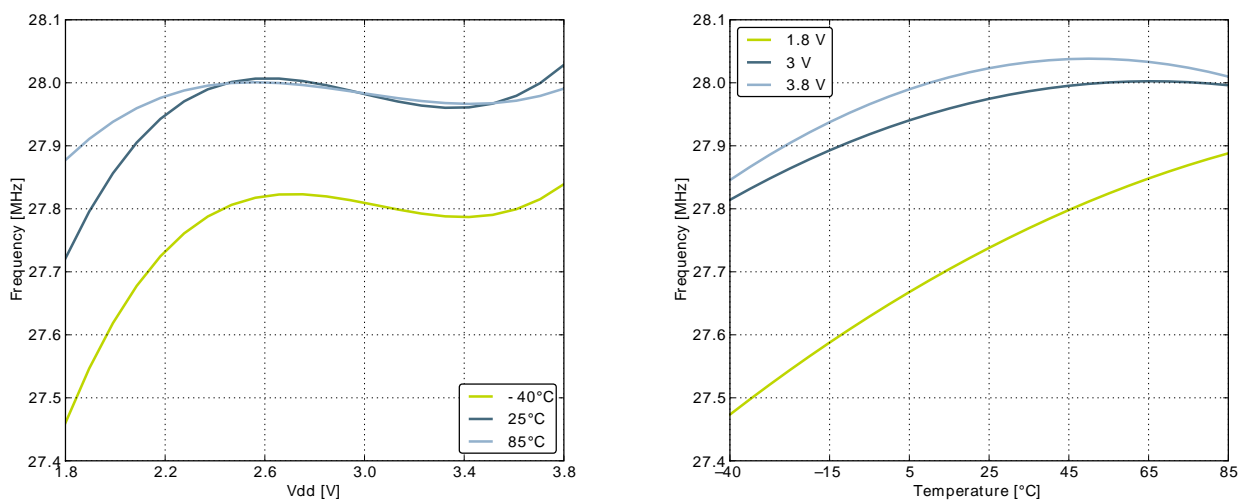 28.1
28.0
27.9
27.8
27.7
27.6
27.5
27.4
Frequency [MHz]
1.8
2.2
2.6
3.0
3.4
3.8
Vdd [V]
- 40°C
25°C
85°C
28.1
28.0
27.9
27.8
27.7
27.6
27.5
27.4
Frequency [MHz]
–40
–15
5
25
45
65
85
Temperature [°C]
1.8 V
3 V
3.8 V